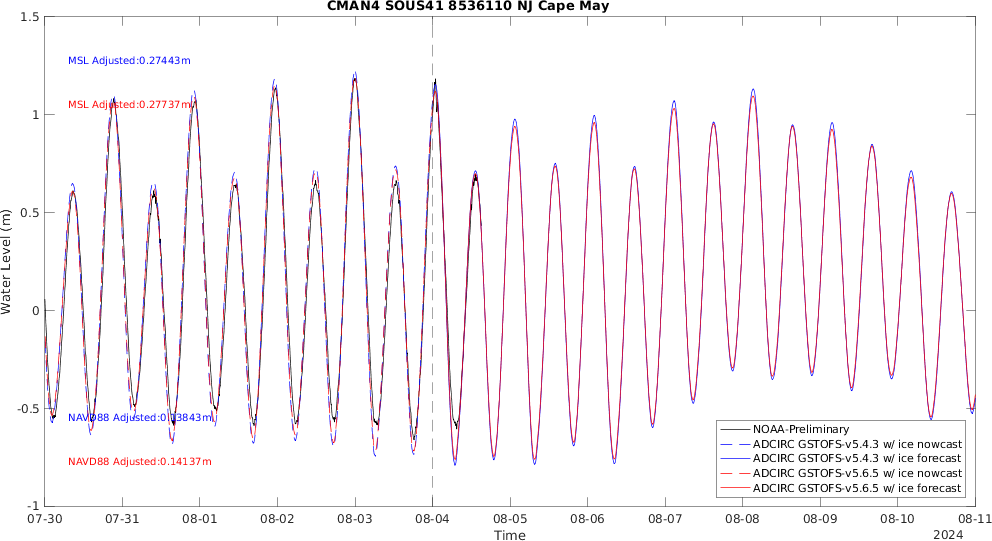 CMAN4 SOUS41 8536110 NJ Cape May
1.5
1
0.5
0
-0.5
-1
Water Level (m)
MSL Adjusted:0.27443m
MSL Adjusted:0.27737m
NAVD88 Adjusted:0.13843m
NAVD88 Adjusted:0.14137m
NOAA-Preliminary
ADCIRC GSTOFS-v5.4.3 w/ ice nowcast
ADCIRC GSTOFS-v5.4.3 w/ ice forecast
ADCIRC GSTOFS-v5.6.5 w/ ice nowcast
ADCIRC GSTOFS-v5.6.5 w/ ice forecast
07-30 07-31 08-01 08-02 08-03 08-04 08-05 08-06 08-07 08-08 08-09 08-10 08-11
Time
2024